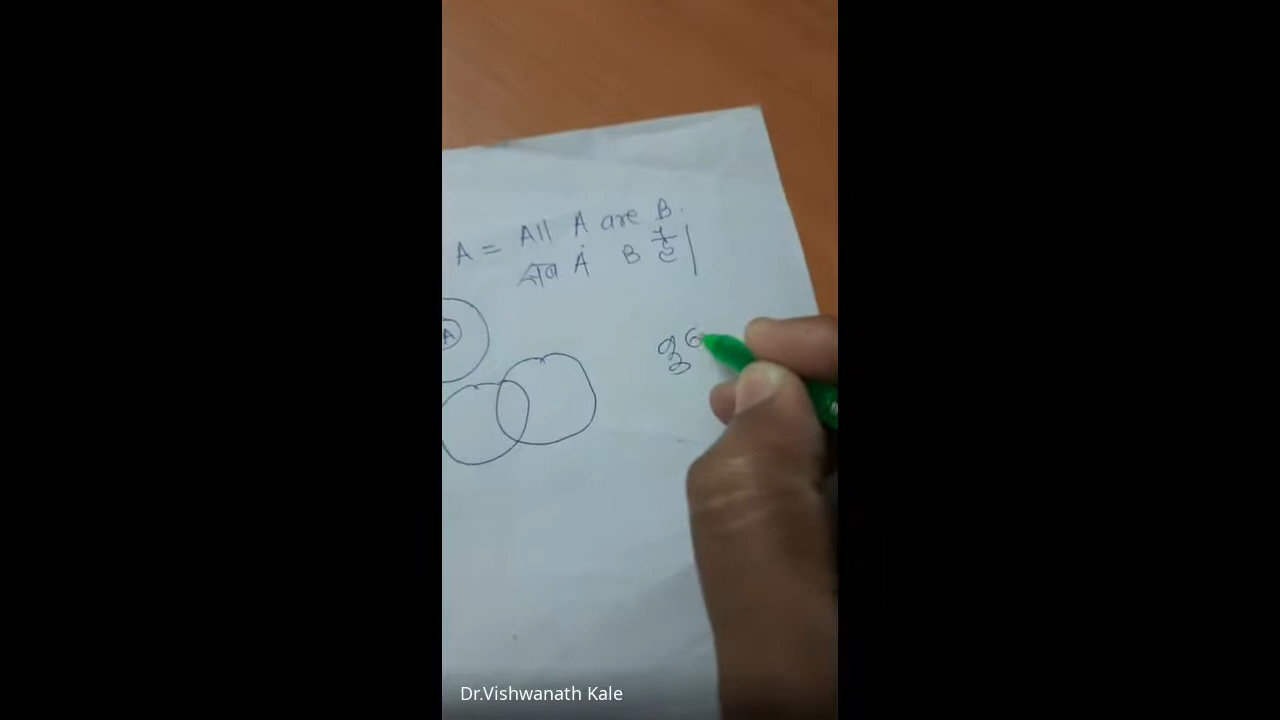 A = All A are B.
सब A B है|
A
Dr.Vishwanath Kale